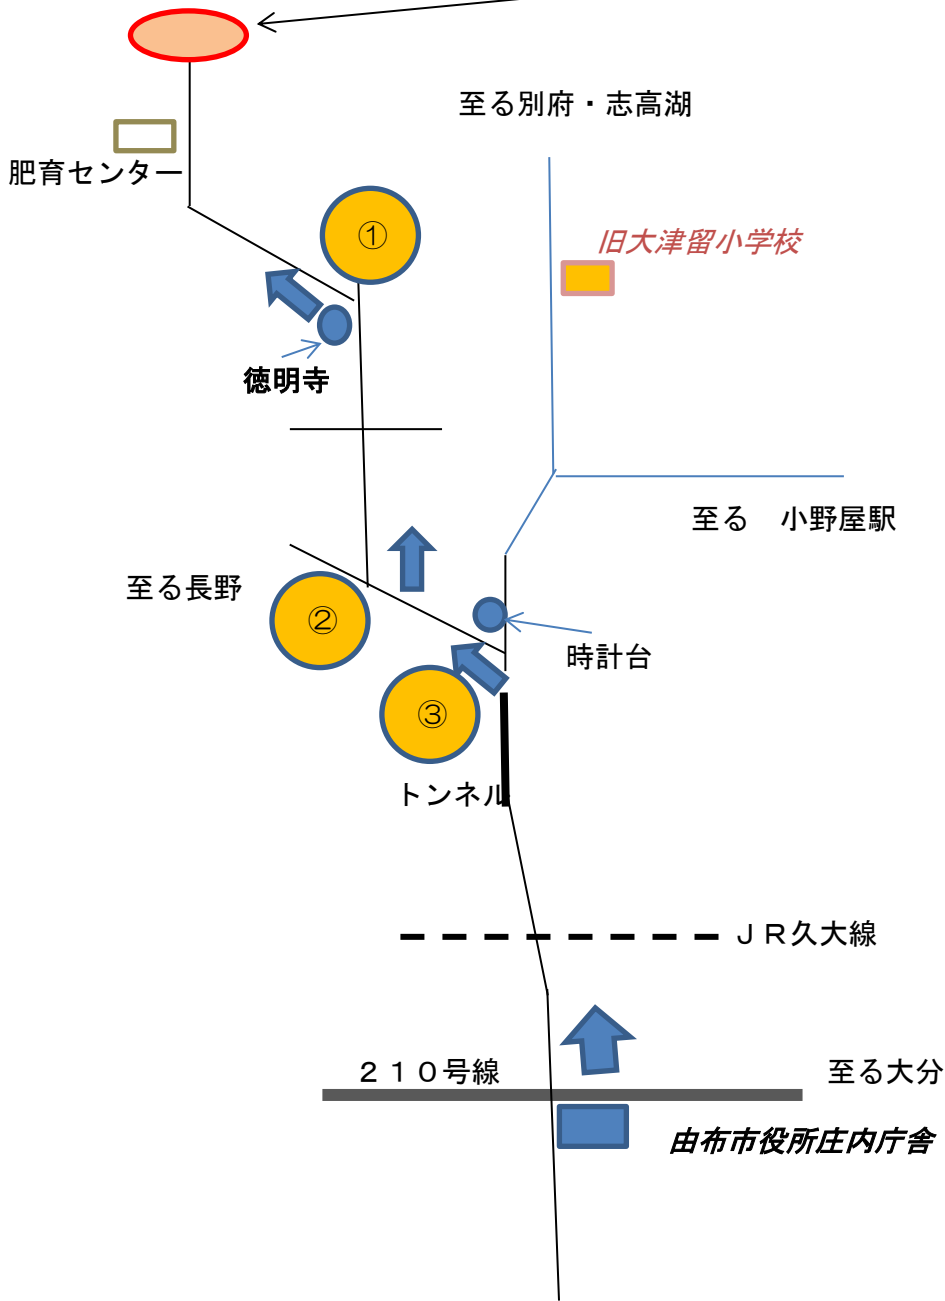 至る別府・志高湖
肥育センター
①
旧大津留小学校
徳明寺
至る　小野屋駅
至る長野
②
時計台
③
トンネル
ＪＲ久大線
２１０号線
至る大分
由布市役所庄内庁舎